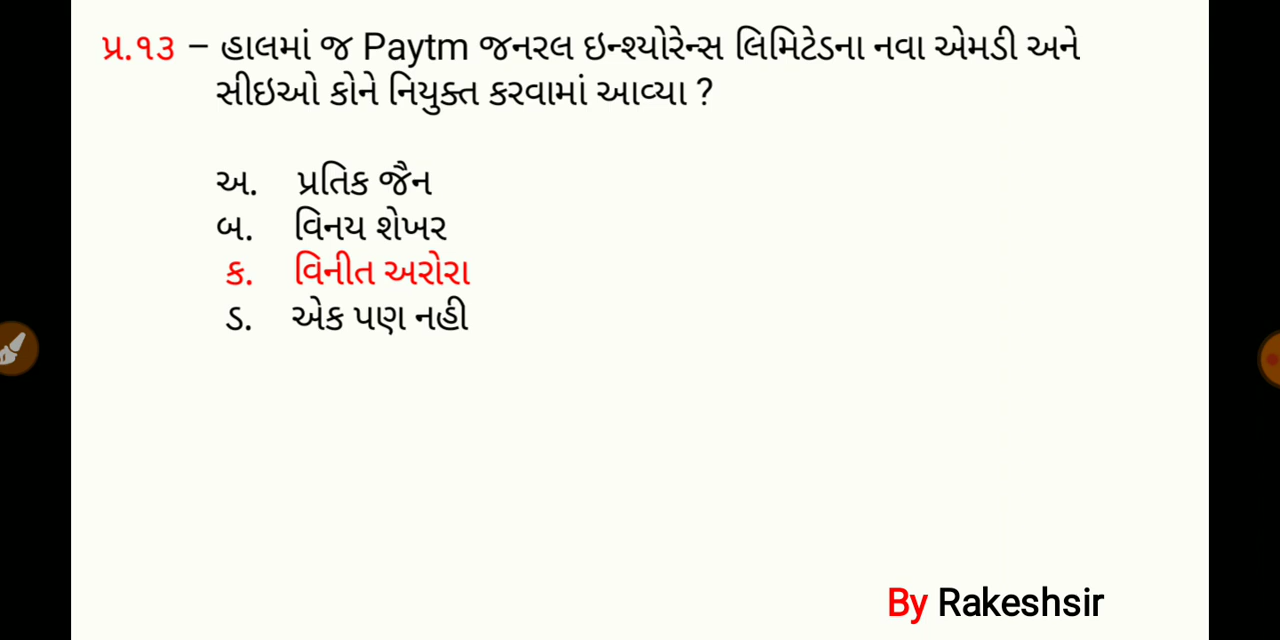 પ્ર.૧૩ – હાલમાં જ Paytm જનરલ ઇન્શ્યોરેન્સ લિમિટેડના નવા એમડી અને
સીઇઓ કોને નિયુક્ત કરવામાં આવ્યા ?
અ. પ્રતિક જૈન
બ. વિનય શેખર
ક. વિનીત અરોરા
ડ. એક પણ નહી
By Rakeshsir